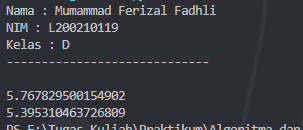 Nama : Mumammad Ferizal Fadhli
NIM : L200210119
Kelas : D
-----------------------------
5.767829500154902
5.395310463726809
PS E:\Tugas Kuliah\Praktikum\Algoritma dan